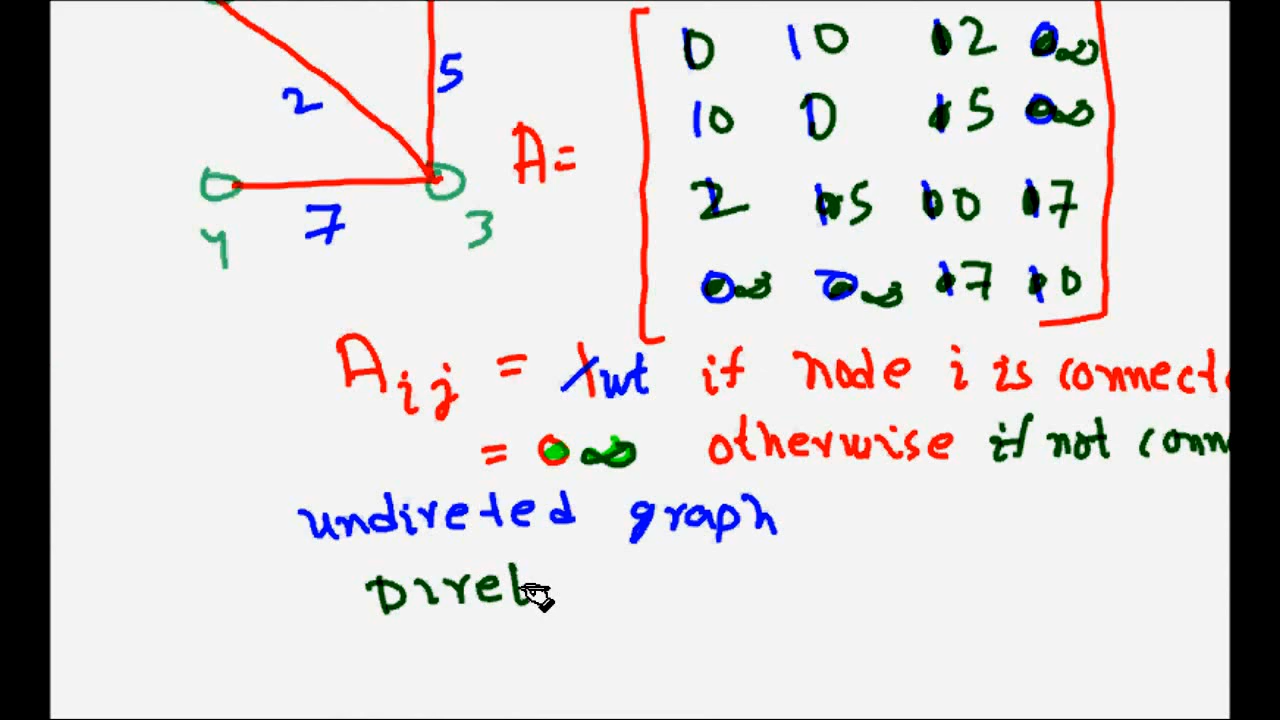 5
2
7
4 3
A =
0 10 2 ∞
10 0 5 ∞
2 5 0 7
∞ ∞ 7 0
Aij = wt if node i is connect
= ∞ otherwise if not conn
undireted graph
Diret